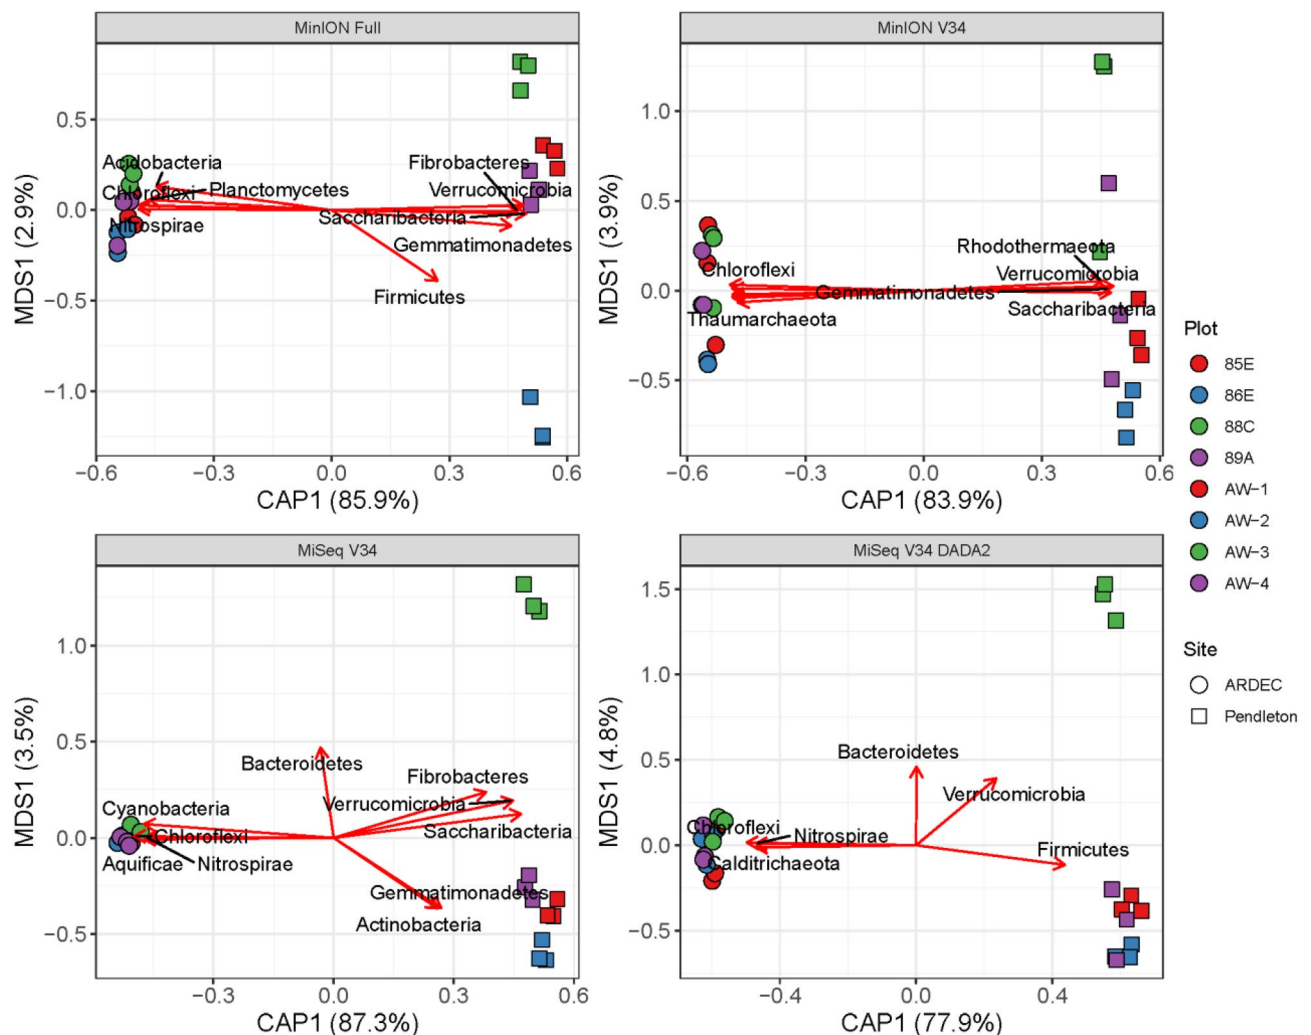 MinION Full
MDS1 (2.9%)
0.5
0.0
−0.5
−1.0
Acidobacteria
Fibrobacteres
Chloroflexi
Planctomycetes
Verrucomicrobia
Saccharibacteria
Nitrospirae
Gemmatimonadetes
Firmicutes
−0.6
−0.3
0.0
0.3
0.6
CAP1 (85.9%)
MinION V34
MDS1 (3.9%)
1.0
0.5
0.0
−0.5
Rhodothermaeota
Chloroflexi
Verrucomicrobia
Gemmatimonadetes
Saccharibacteria
Thaumarchaeota
−0.6
−0.3
0.0
0.3
0.6
CAP1 (83.9%)
MiSeq V34
MDS1 (3.5%)
1.0
0.5
0.0
−0.5
Bacteroidetes
Fibrobacteres
Cyanobacteria
Verrucomicrobia
Chloroflexi
Saccharibacteria
Aquificae
Nitrospirae
Gemmatimonadetes
Actinobacteria
−0.3
0.0
0.3
0.6
CAP1 (87.3%)
MiSeq V34 DADA2
MDS1 (4.8%)
1.5
1.0
0.5
0.0
−0.5
Bacteroidetes
Verrucomicrobia
Chloroflexi
Nitrospirae
Firmicutes
Calditrichaeota
−0.4
0.0
0.4
CAP1 (77.9%)
Plot
85E
86E
88C
89A
AW−1
AW−2
AW−3
AW−4
Site
ARDEC
Pendleton